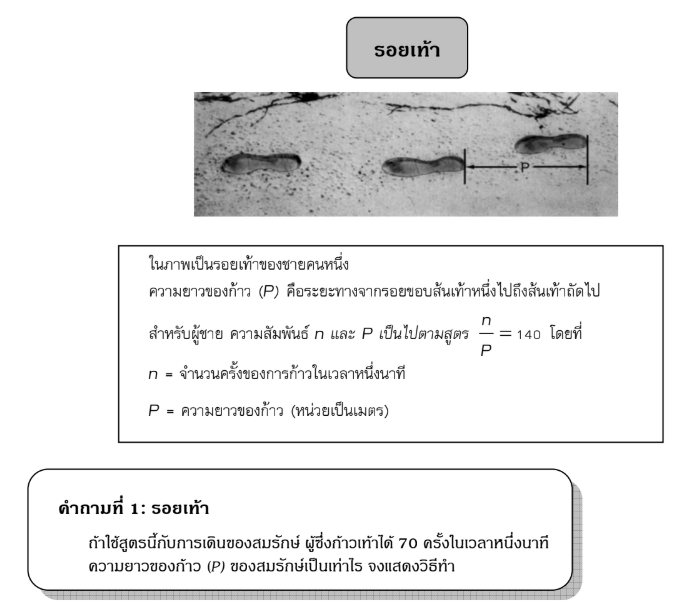 รอยเท้า
P
ในภาพเป็นรอยเท้าของชายคนหนึ่ง
ความยาวของก้าว (P) คือระยะทางจากรอยขอบส้นเท้าหนึ่งไปถึงส้นเท้าถัดไป
สำหรับผู้ชาย ความสัมพันธ์ n และ P เป็นไปตามสูตร n/P = 140 โดยที่
n = จำนวนครั้งของการก้าวในเวลาหนึ่งนาที
P = ความยาวของก้าว (หน่วยเป็นเมตร)
คำถามที่ 1: รอยเท้า
ถ้าใช้สูตรนี้กับการเดินของสมรักษ์ ผู้ซึ่งก้าวเท้าได้ 70 ครั้งในเวลาหนึ่งนาที
ความยาวของก้าว (P) ของสมรักษ์เป็นเท่าไร จงแสดงวิธีทำ